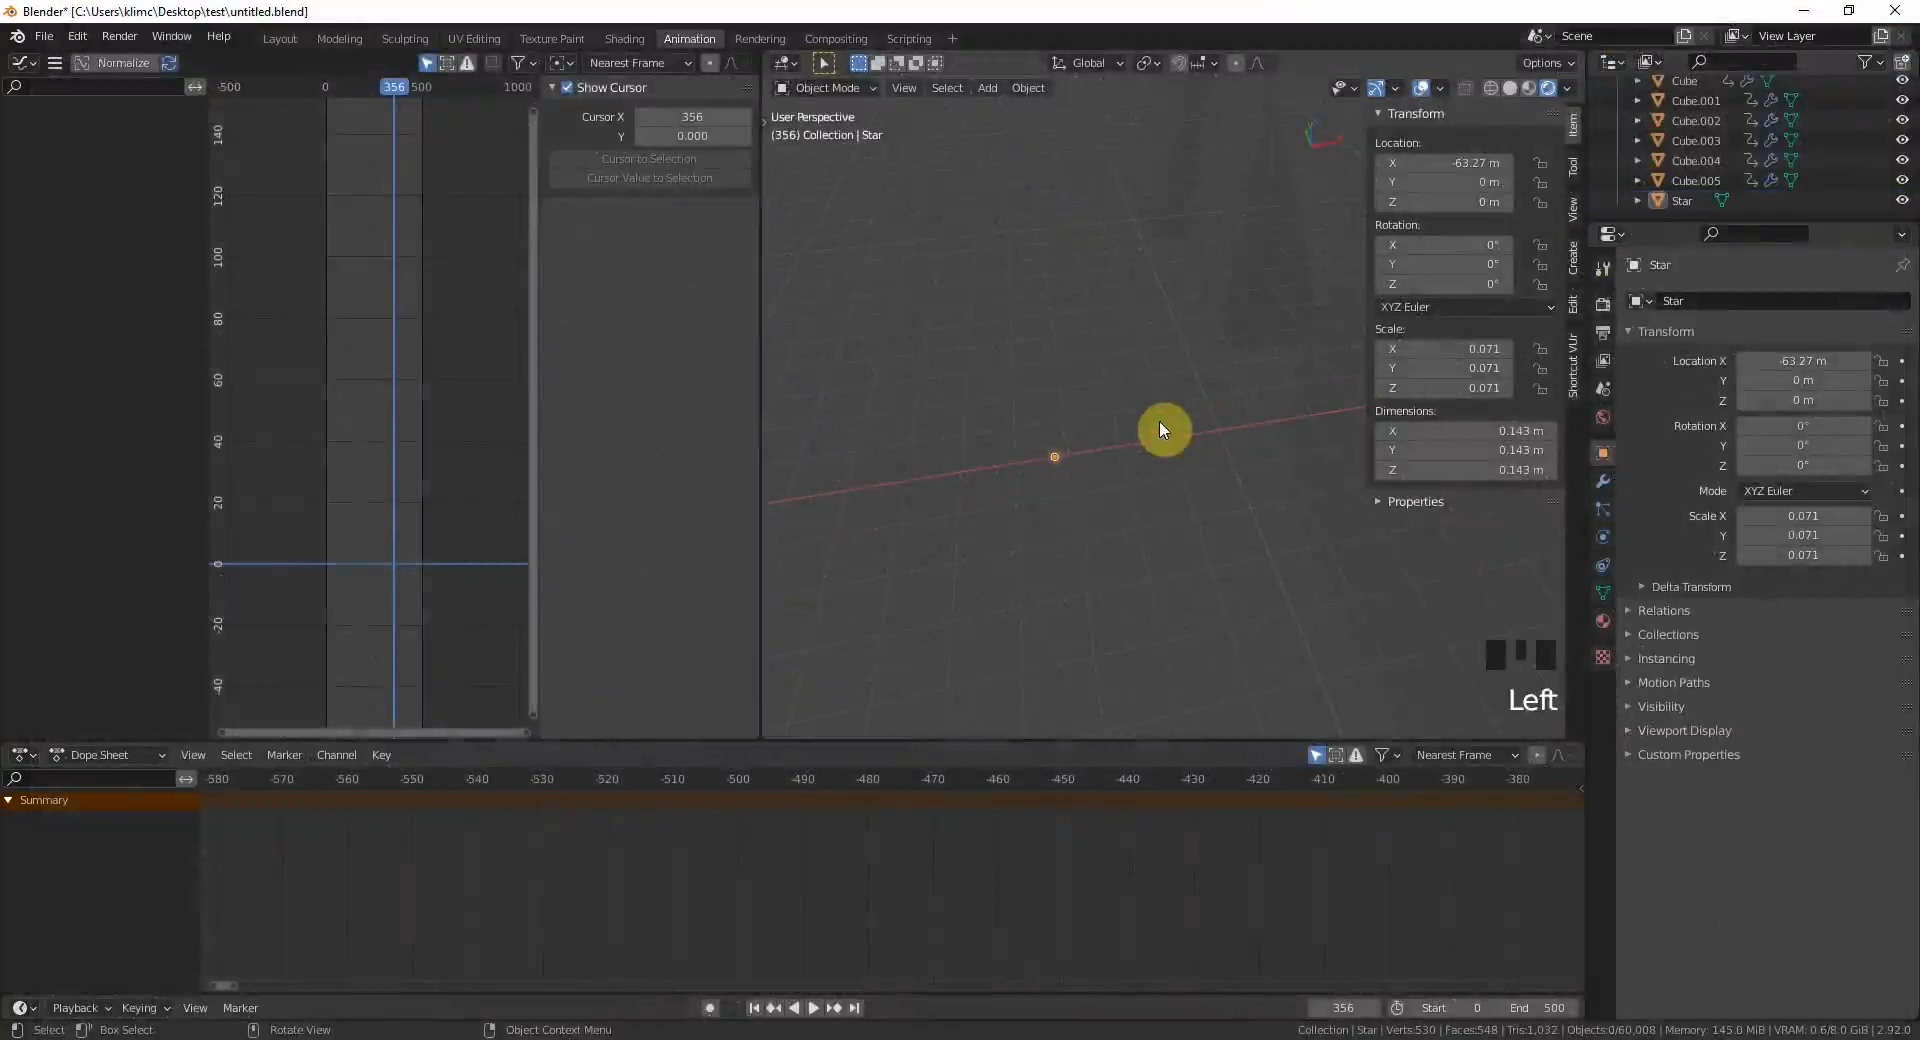 Blender* [C:\Users\klimc\Desktop\test\untitled.blend]
File Edit Render Window Help
Layout Modeling Sculpting UV Editing Texture Paint Shading Animation Rendering Compositing Scripting
Scene
View Layer
Normalize
Nearest Frame
Global
Options
Object Mode View Select Add Object
-500 0 356 500 1000
140
120
100
80
60
40
20
0
-20
-40
Show Cursor
Cursor X 356
Y 0.000
Cursor to Selection
Cursor Value to Selection
User Perspective
(356) Collection | Star
Transform
Location:
X -63.27 m
Y 0 m
Z 0 m
Rotation:
X 0°
Y 0°
Z 0°
XYZ Euler
Scale:
X 0.071
Y 0.071
Z 0.071
Dimensions:
X 0.143 m
Y 0.143 m
Z 0.143 m
Properties
Item
Tool
View
Create
Edit
Shortcut VUr
Left
Cube
Cube.001
Cube.002
Cube.003
Cube.004
Cube.005
Star
Star
Star
Transform
Location X -63.27 m
Y 0 m
Z 0 m
Rotation X 0°
Y 0°
Z 0°
Mode XYZ Euler
Scale X 0.071
Y 0.071
Z 0.071
Delta Transform
Relations
Collections
Instancing
Motion Paths
Visibility
Viewport Display
Custom Properties
Dope Sheet View Select Marker Channel Key
Nearest Frame
-580 -570 -560 -550 -540 -530 -520 -510 -500 -490 -480 -470 -460 -450 -440 -430 -420 -410 -400 -390 -380
Summary
Playback Keying View Marker
356 Start 0 End 500
Select Box Select Rotate View Object Context Menu
Collection | Star | Verts:530 | Faces:548 | Tris:1,032 | Objects:0/60,008 | Memory: 145.8 MiB | VRAM: 0.6/8.0 GiB | 2.92.0